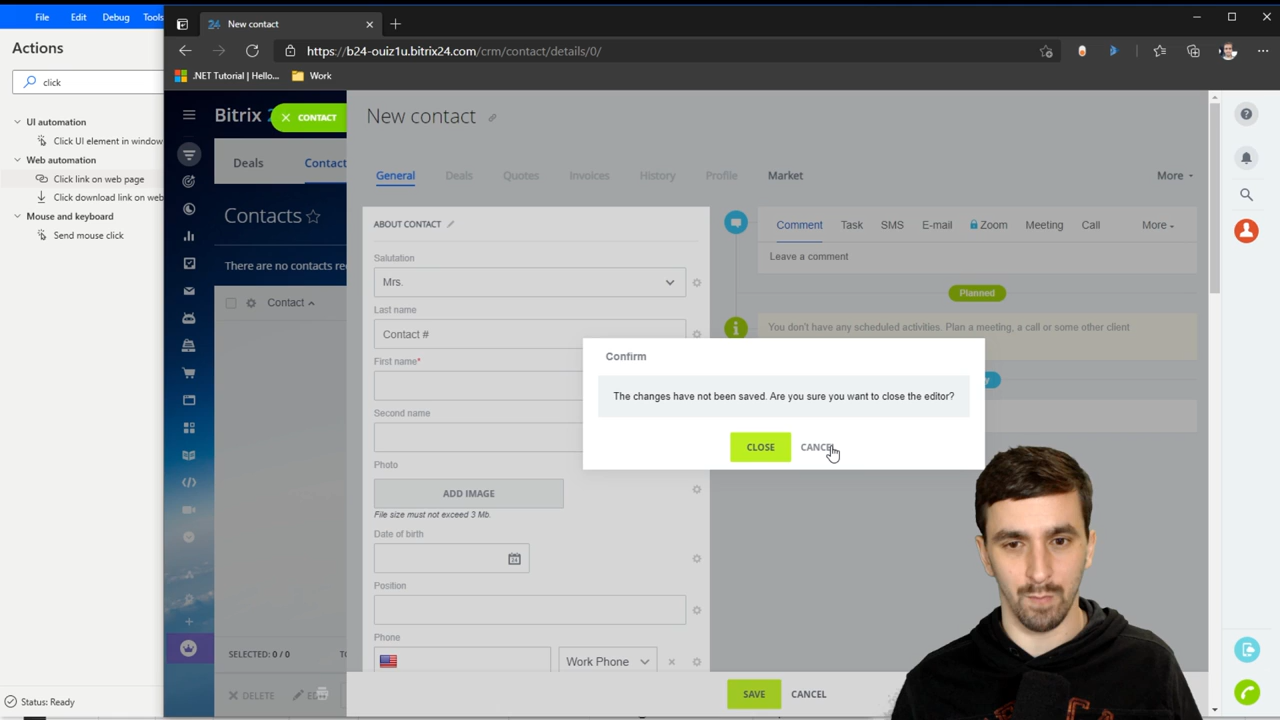 File Edit Debug Tools
Actions
click
UI automation
Click UI element in window
Web automation
Click link on web page
Click download link on web
Mouse and keyboard
Send mouse click
Status: Ready
24 New contact
https://b24-ouiz1u.bitrix24.com/crm/contact/details/0/
.NET Tutorial | Hello... Work
Bitrix 2
CONTACT
Deals Contact
Contacts
There are no contacts re
Contact
SELECTED: 0 / 0
DELETE
New contact
General Deals Quotes Invoices History Profile Market More
ABOUT CONTACT
Salutation
Mrs.
Last name
Contact #
First name*
Second name
Photo
ADD IMAGE
File size must not exceed 3 Mb.
Date of birth
Position
Phone
Work Phone
Comment Task SMS E-mail Zoom Meeting Call More
Leave a comment
Planned
You don't have any scheduled activities. Plan a meeting, a call or some other client
Confirm
The changes have not been saved. Are you sure you want to close the editor?
CLOSE CANCEL
SAVE CANCEL